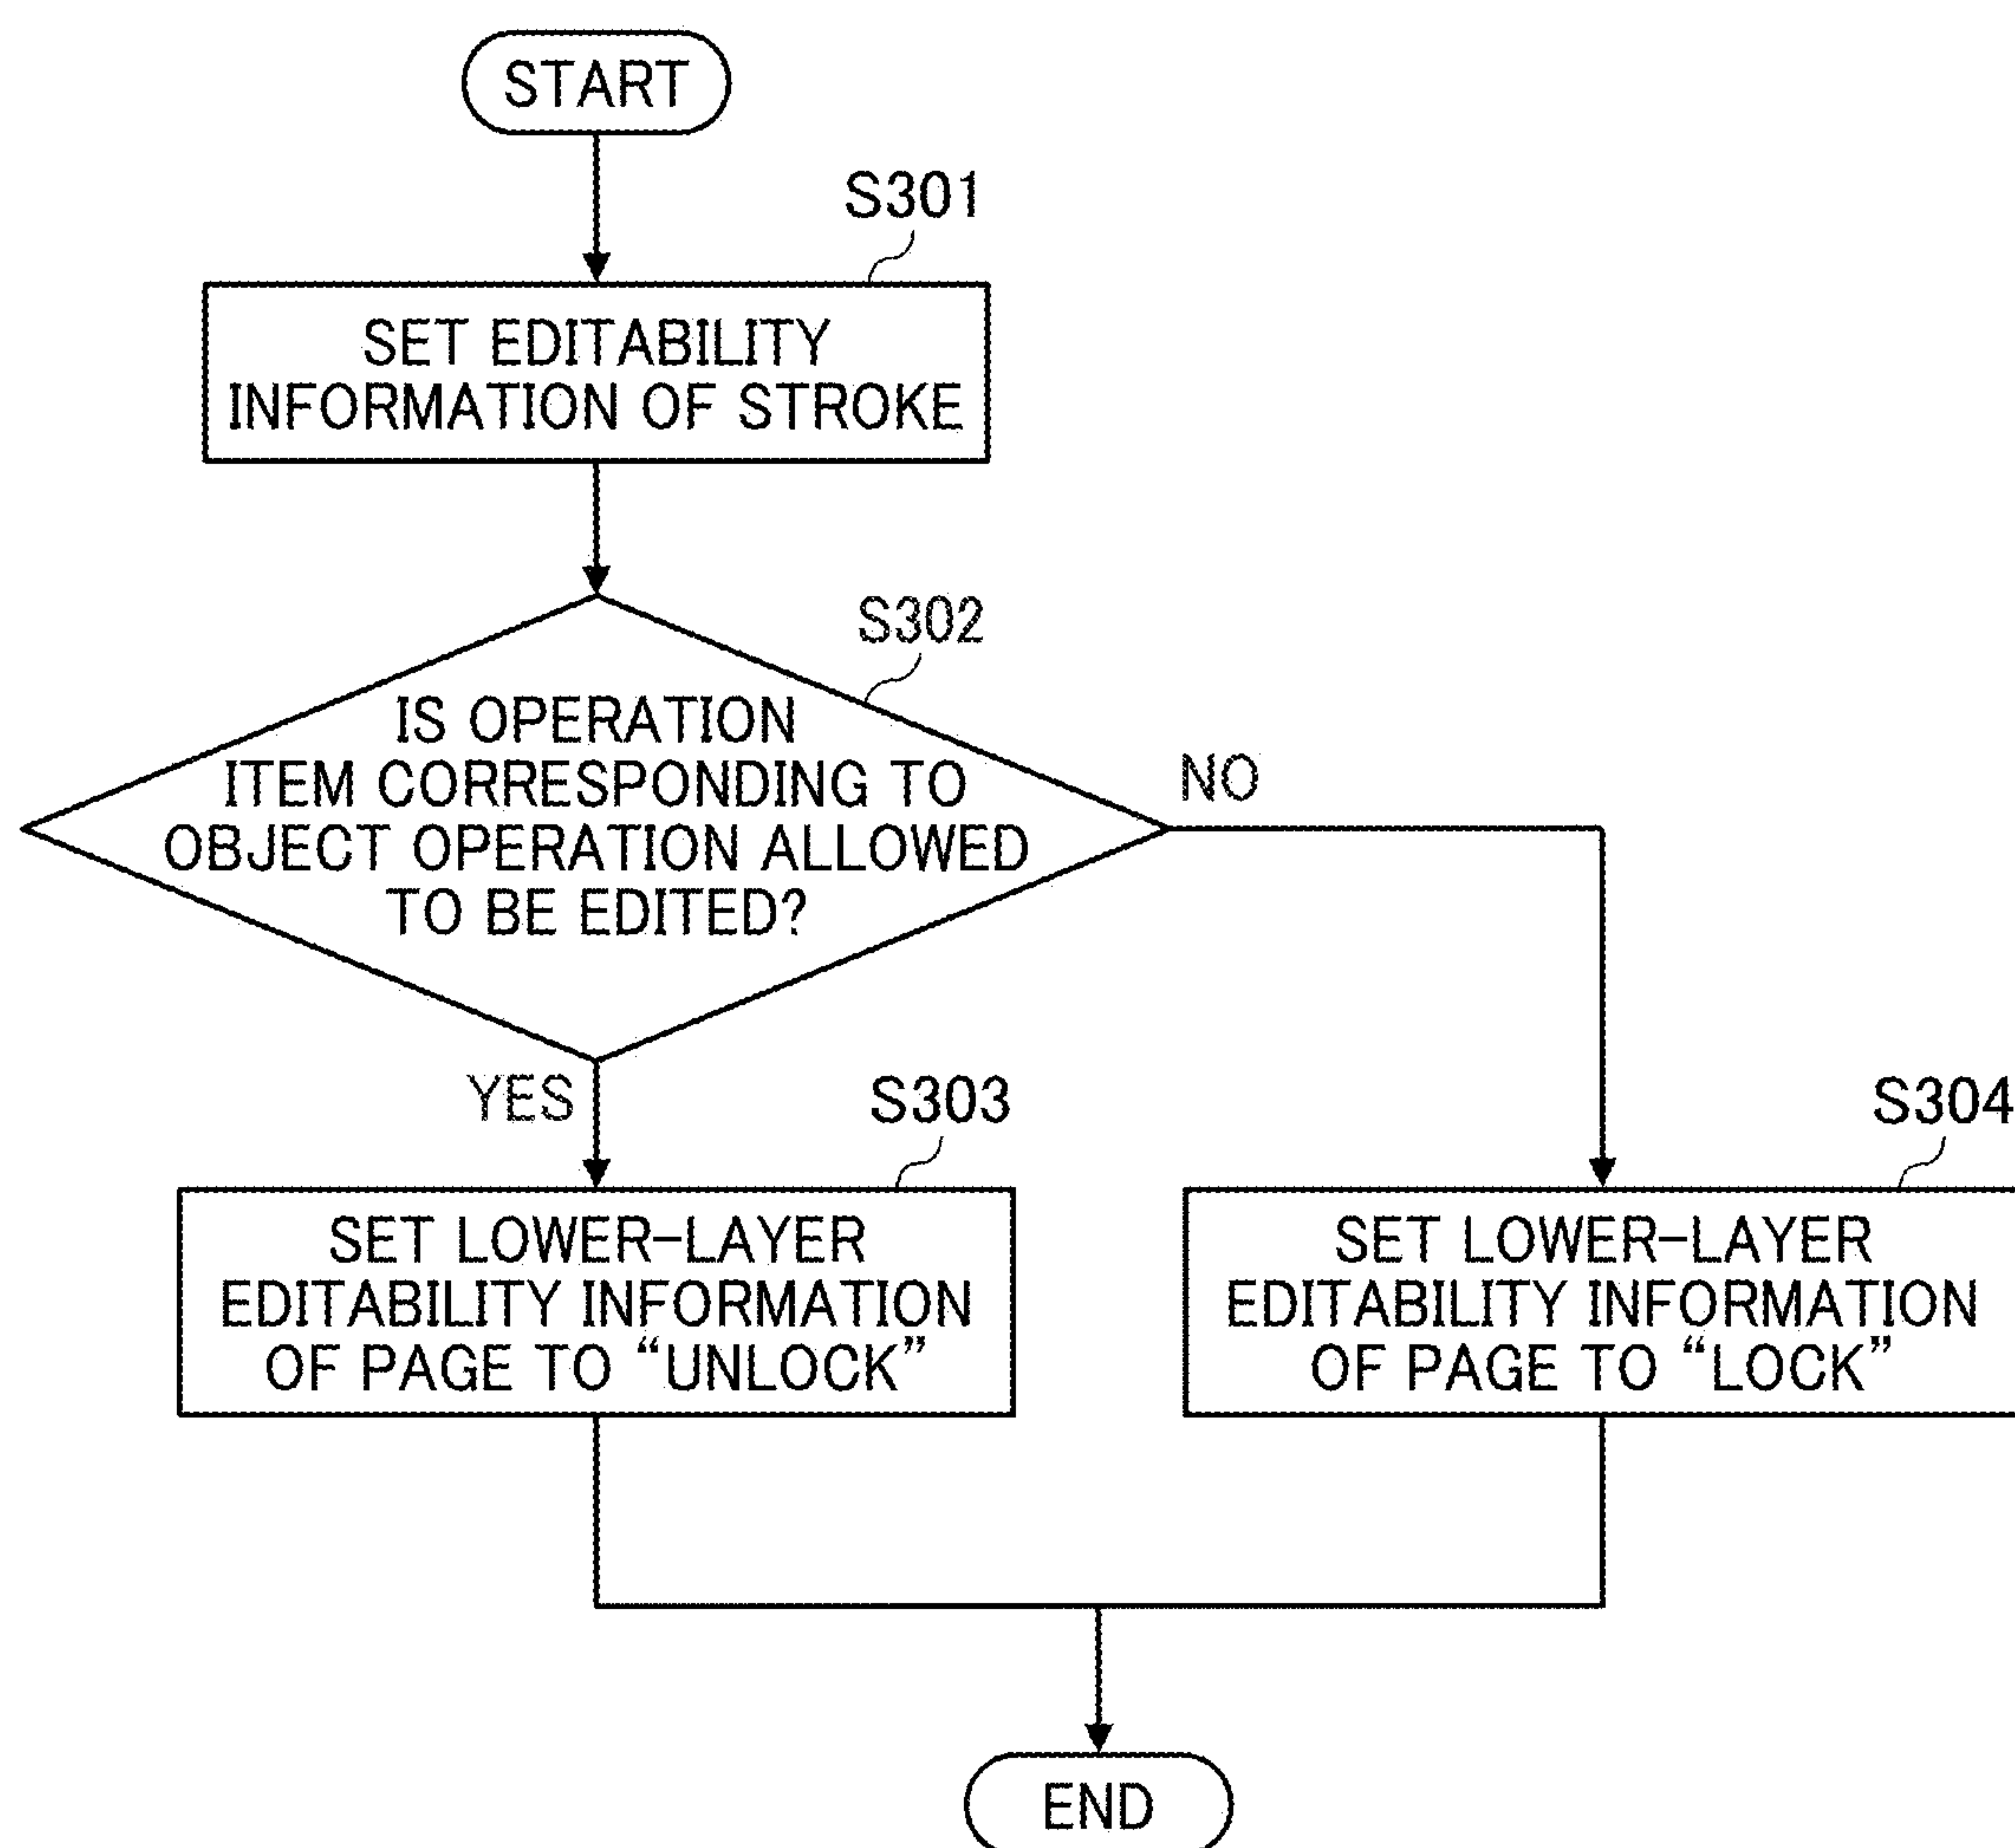 START
S301
SET EDITABILITY
INFORMATION OF STROKE
S302
IS OPERATION
ITEM CORRESPONDING TO
OBJECT OPERATION ALLOWED
TO BE EDITED?
NO
YES
S303
SET LOWER-LAYER
EDITABILITY INFORMATION
OF PAGE TO “UNLOCK”
S304
SET LOWER-LAYER
EDITABILITY INFORMATION
OF PAGE TO “LOCK”
END